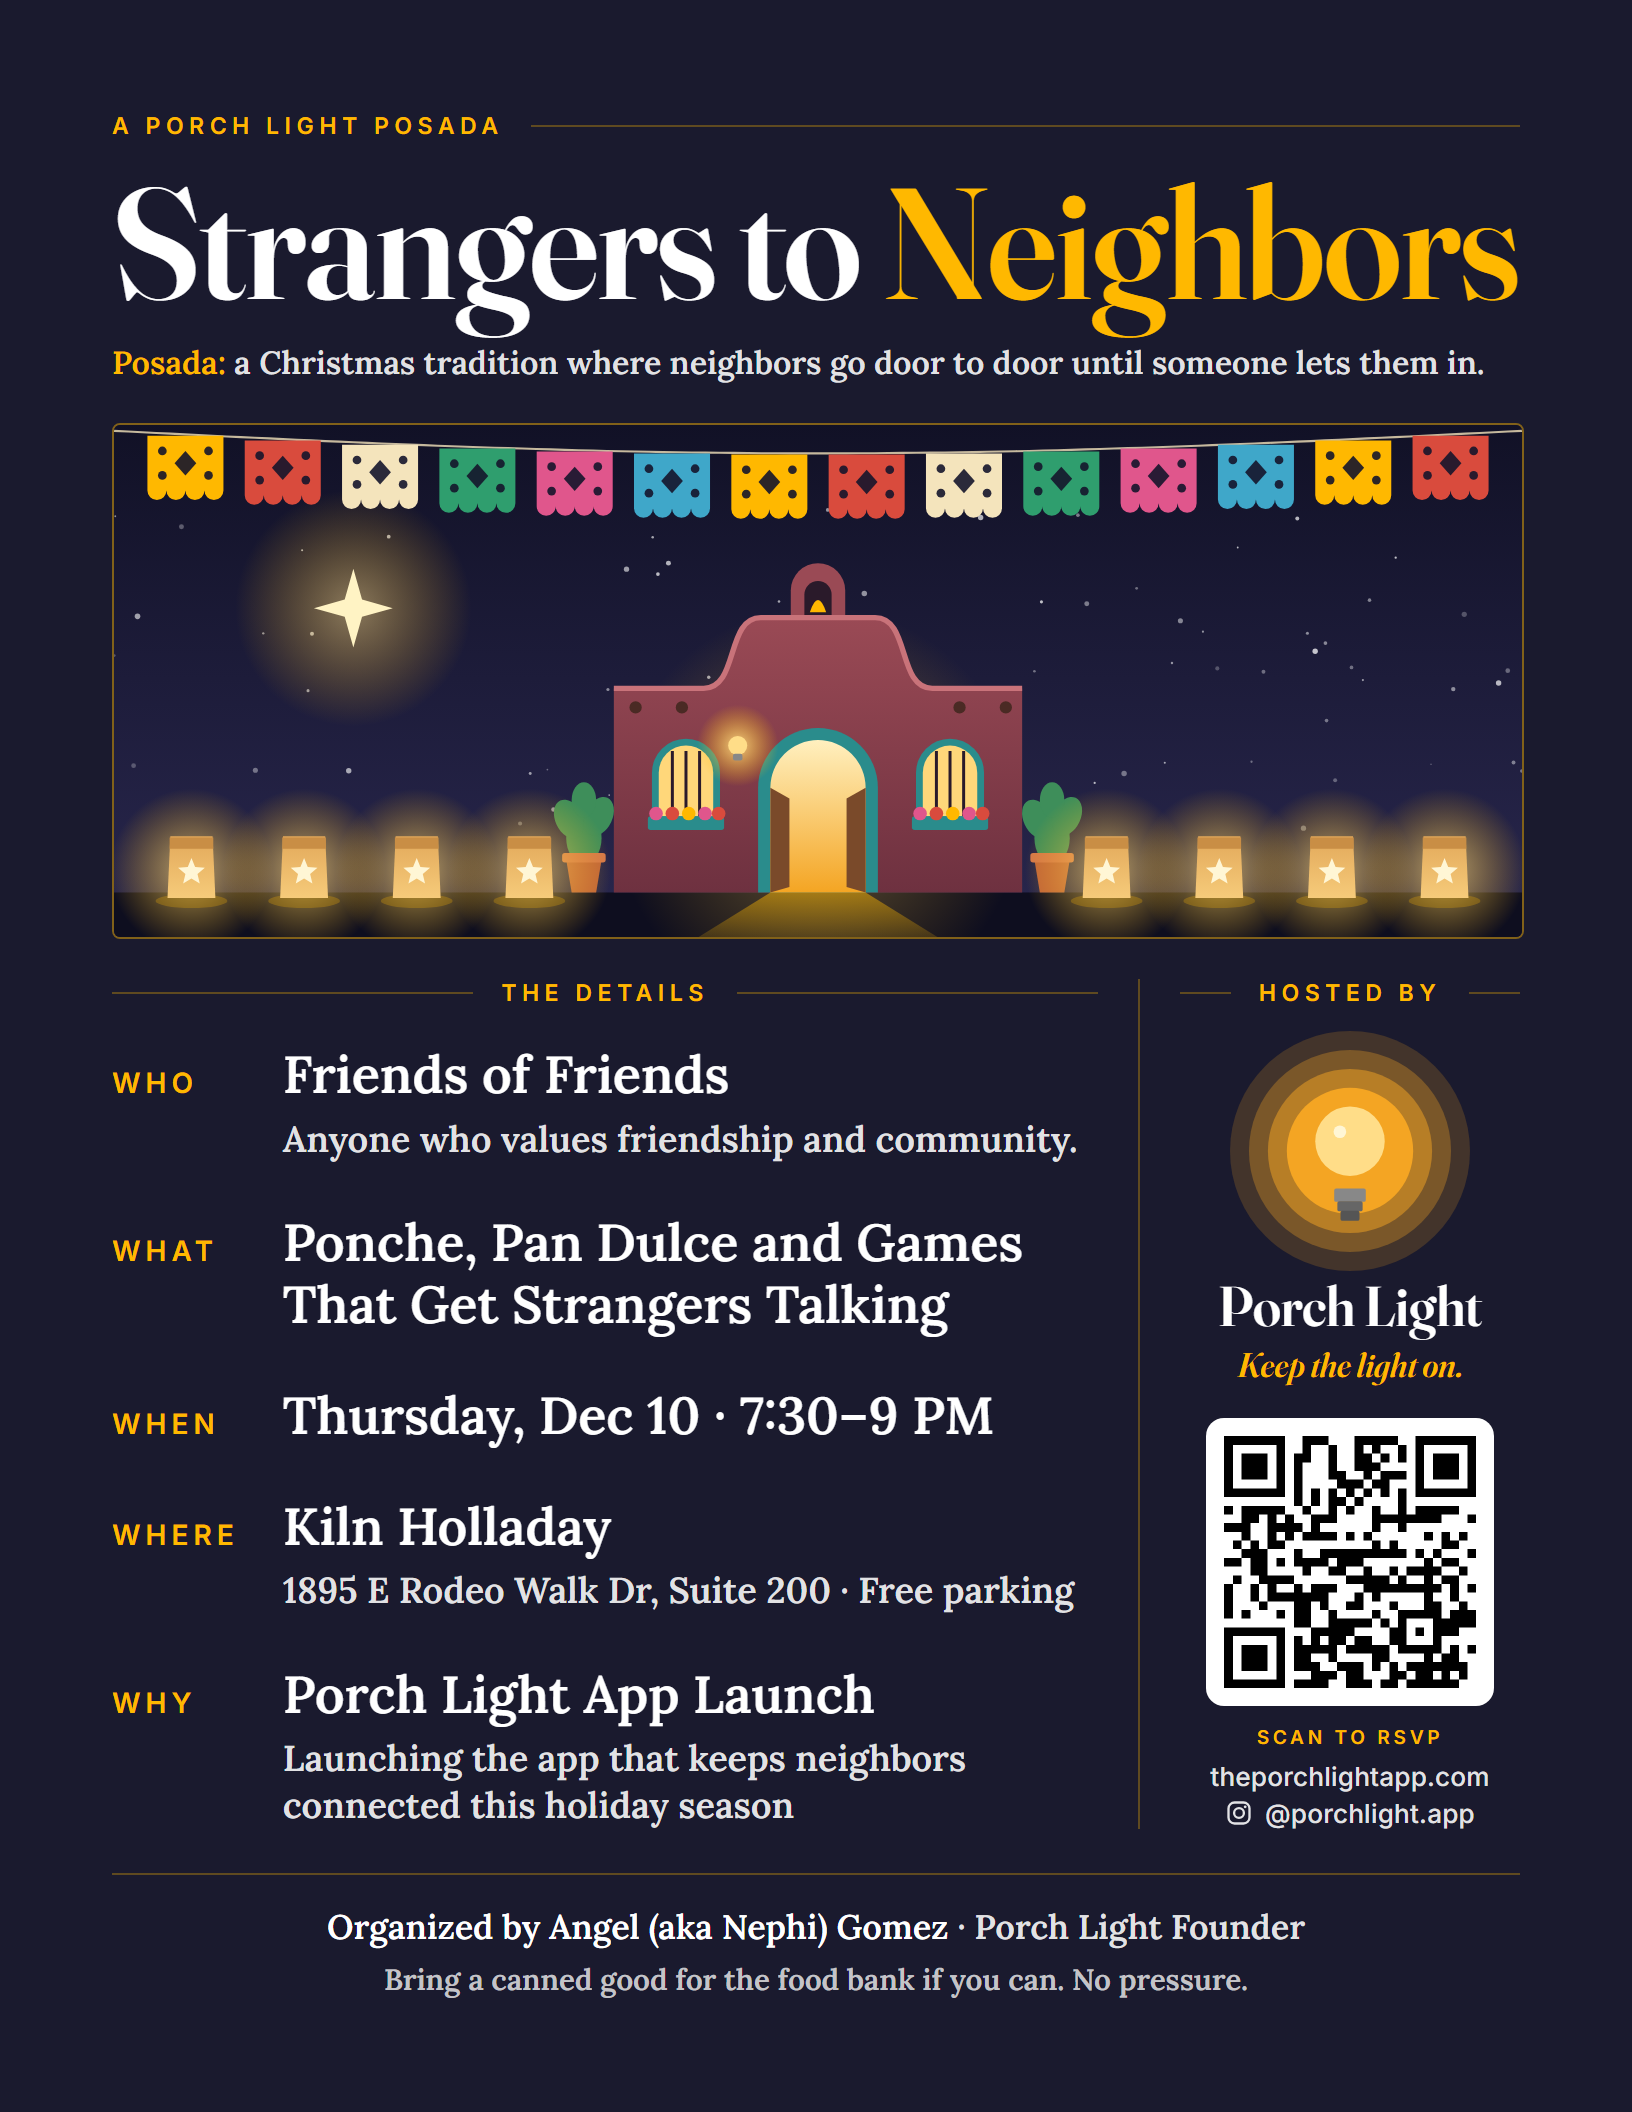 A PORCH LIGHT POSADA
Strangers to Neighbors
Posada: a Christmas tradition where neighbors go door to door until someone lets them in.
THE DETAILS
WHO
Friends of Friends
Anyone who values friendship and community.
WHAT
Ponche, Pan Dulce and Games
That Get Strangers Talking
WHEN
Thursday, Dec 10 · 7:30–9 PM
WHERE
Kiln Holladay
1895 E Rodeo Walk Dr, Suite 200 · Free parking
WHY
Porch Light App Launch
Launching the app that keeps neighbors
connected this holiday season
HOSTED BY
Porch Light
Keep the light on.
SCAN TO RSVP
theporchlightapp.com
@porchlight.app
Organized by Angel (aka Nephi) Gomez · Porch Light Founder
Bring a canned good for the food bank if you can. No pressure.